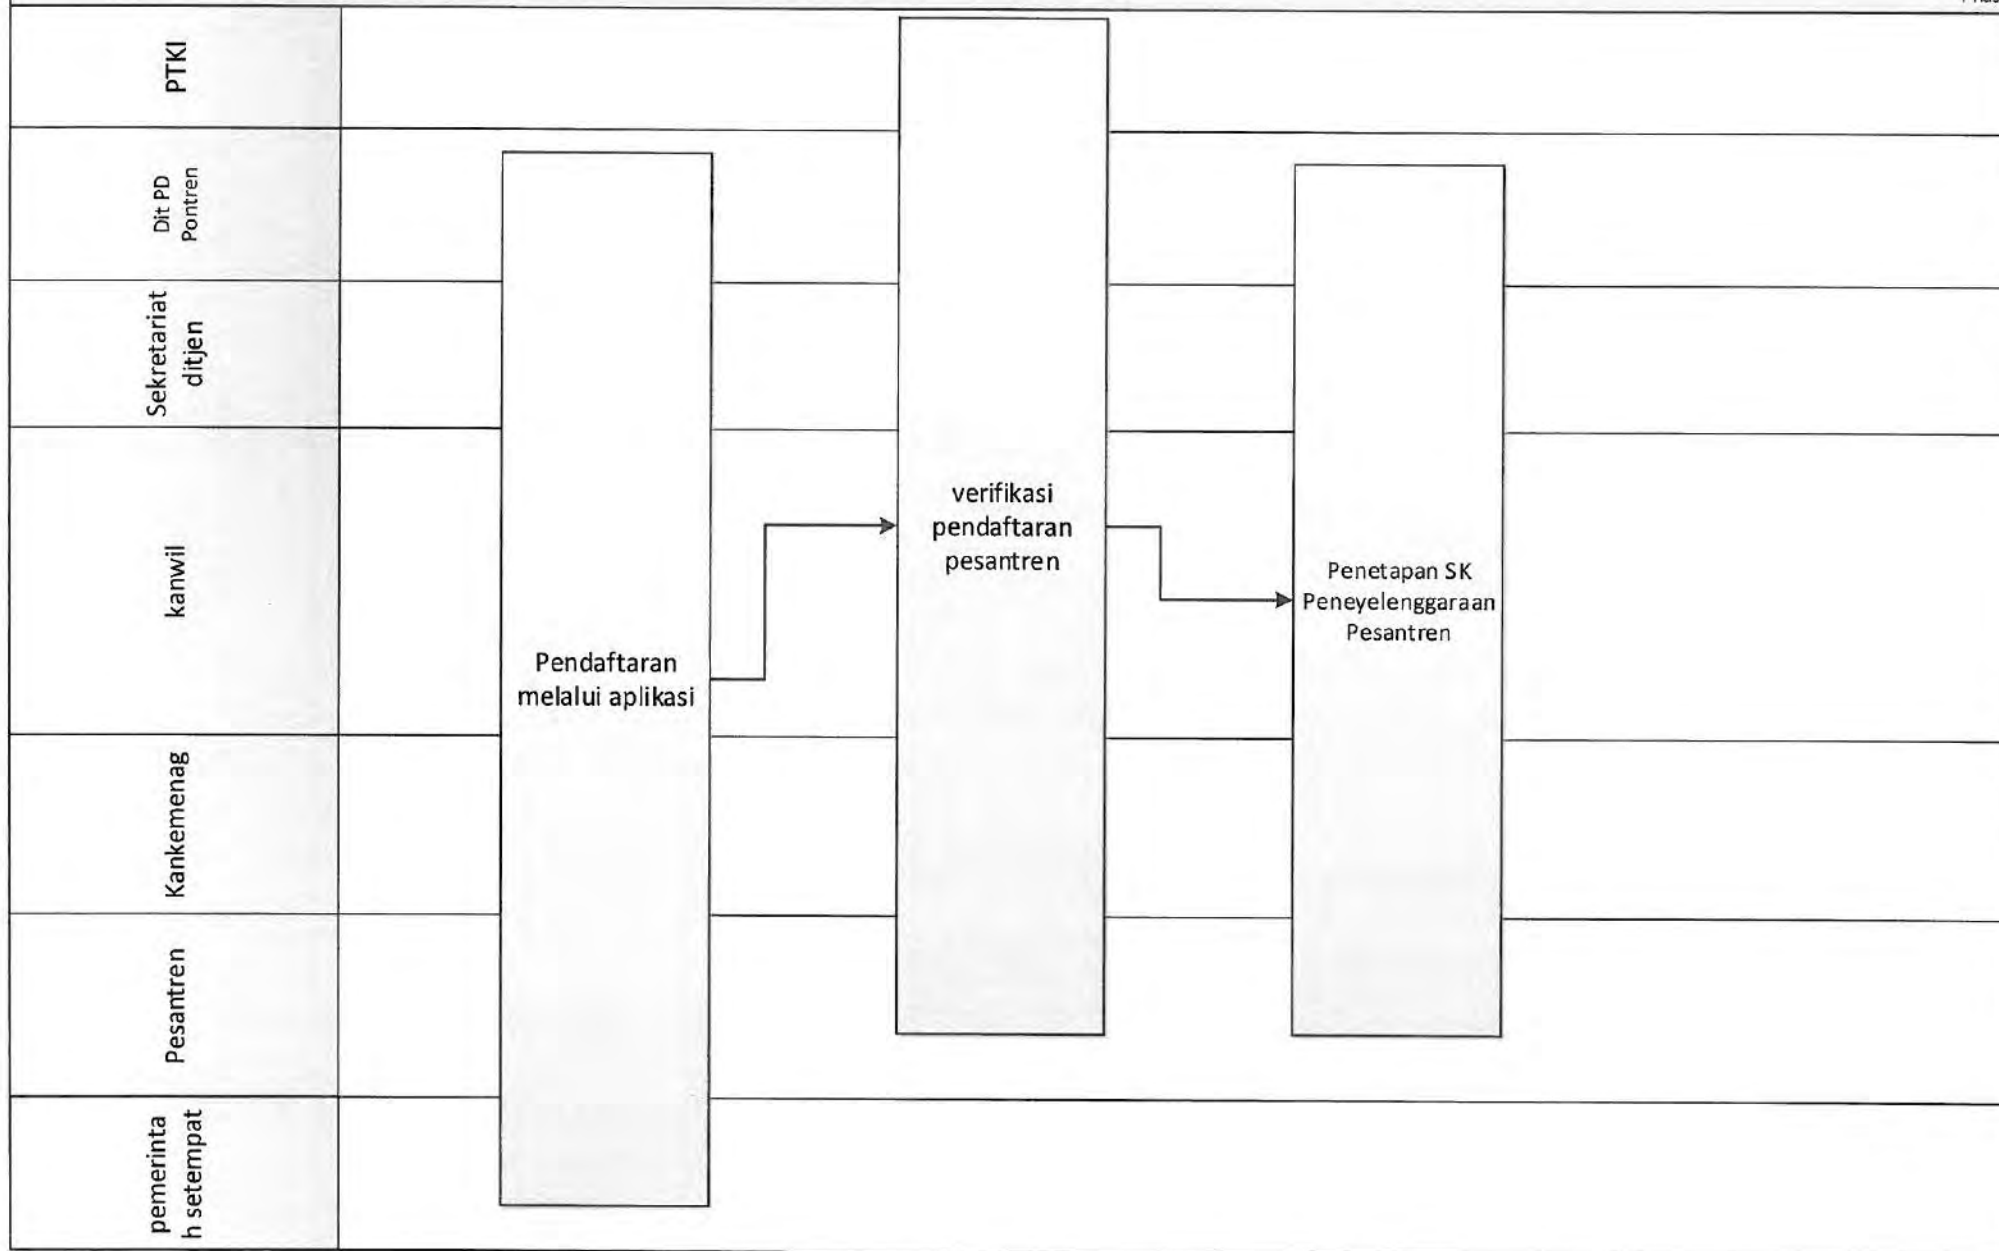 PTKI
Dit PD
Pontren
Sekretariat
ditjen
kanwil
Kankemenag
Pesantren
pemerinta
h setempat
Pendaftaran
melalui aplikasi
verifikasi
pendaftaran
pesantren
Penetapan SK
Peneyelenggaraan
Pesantren